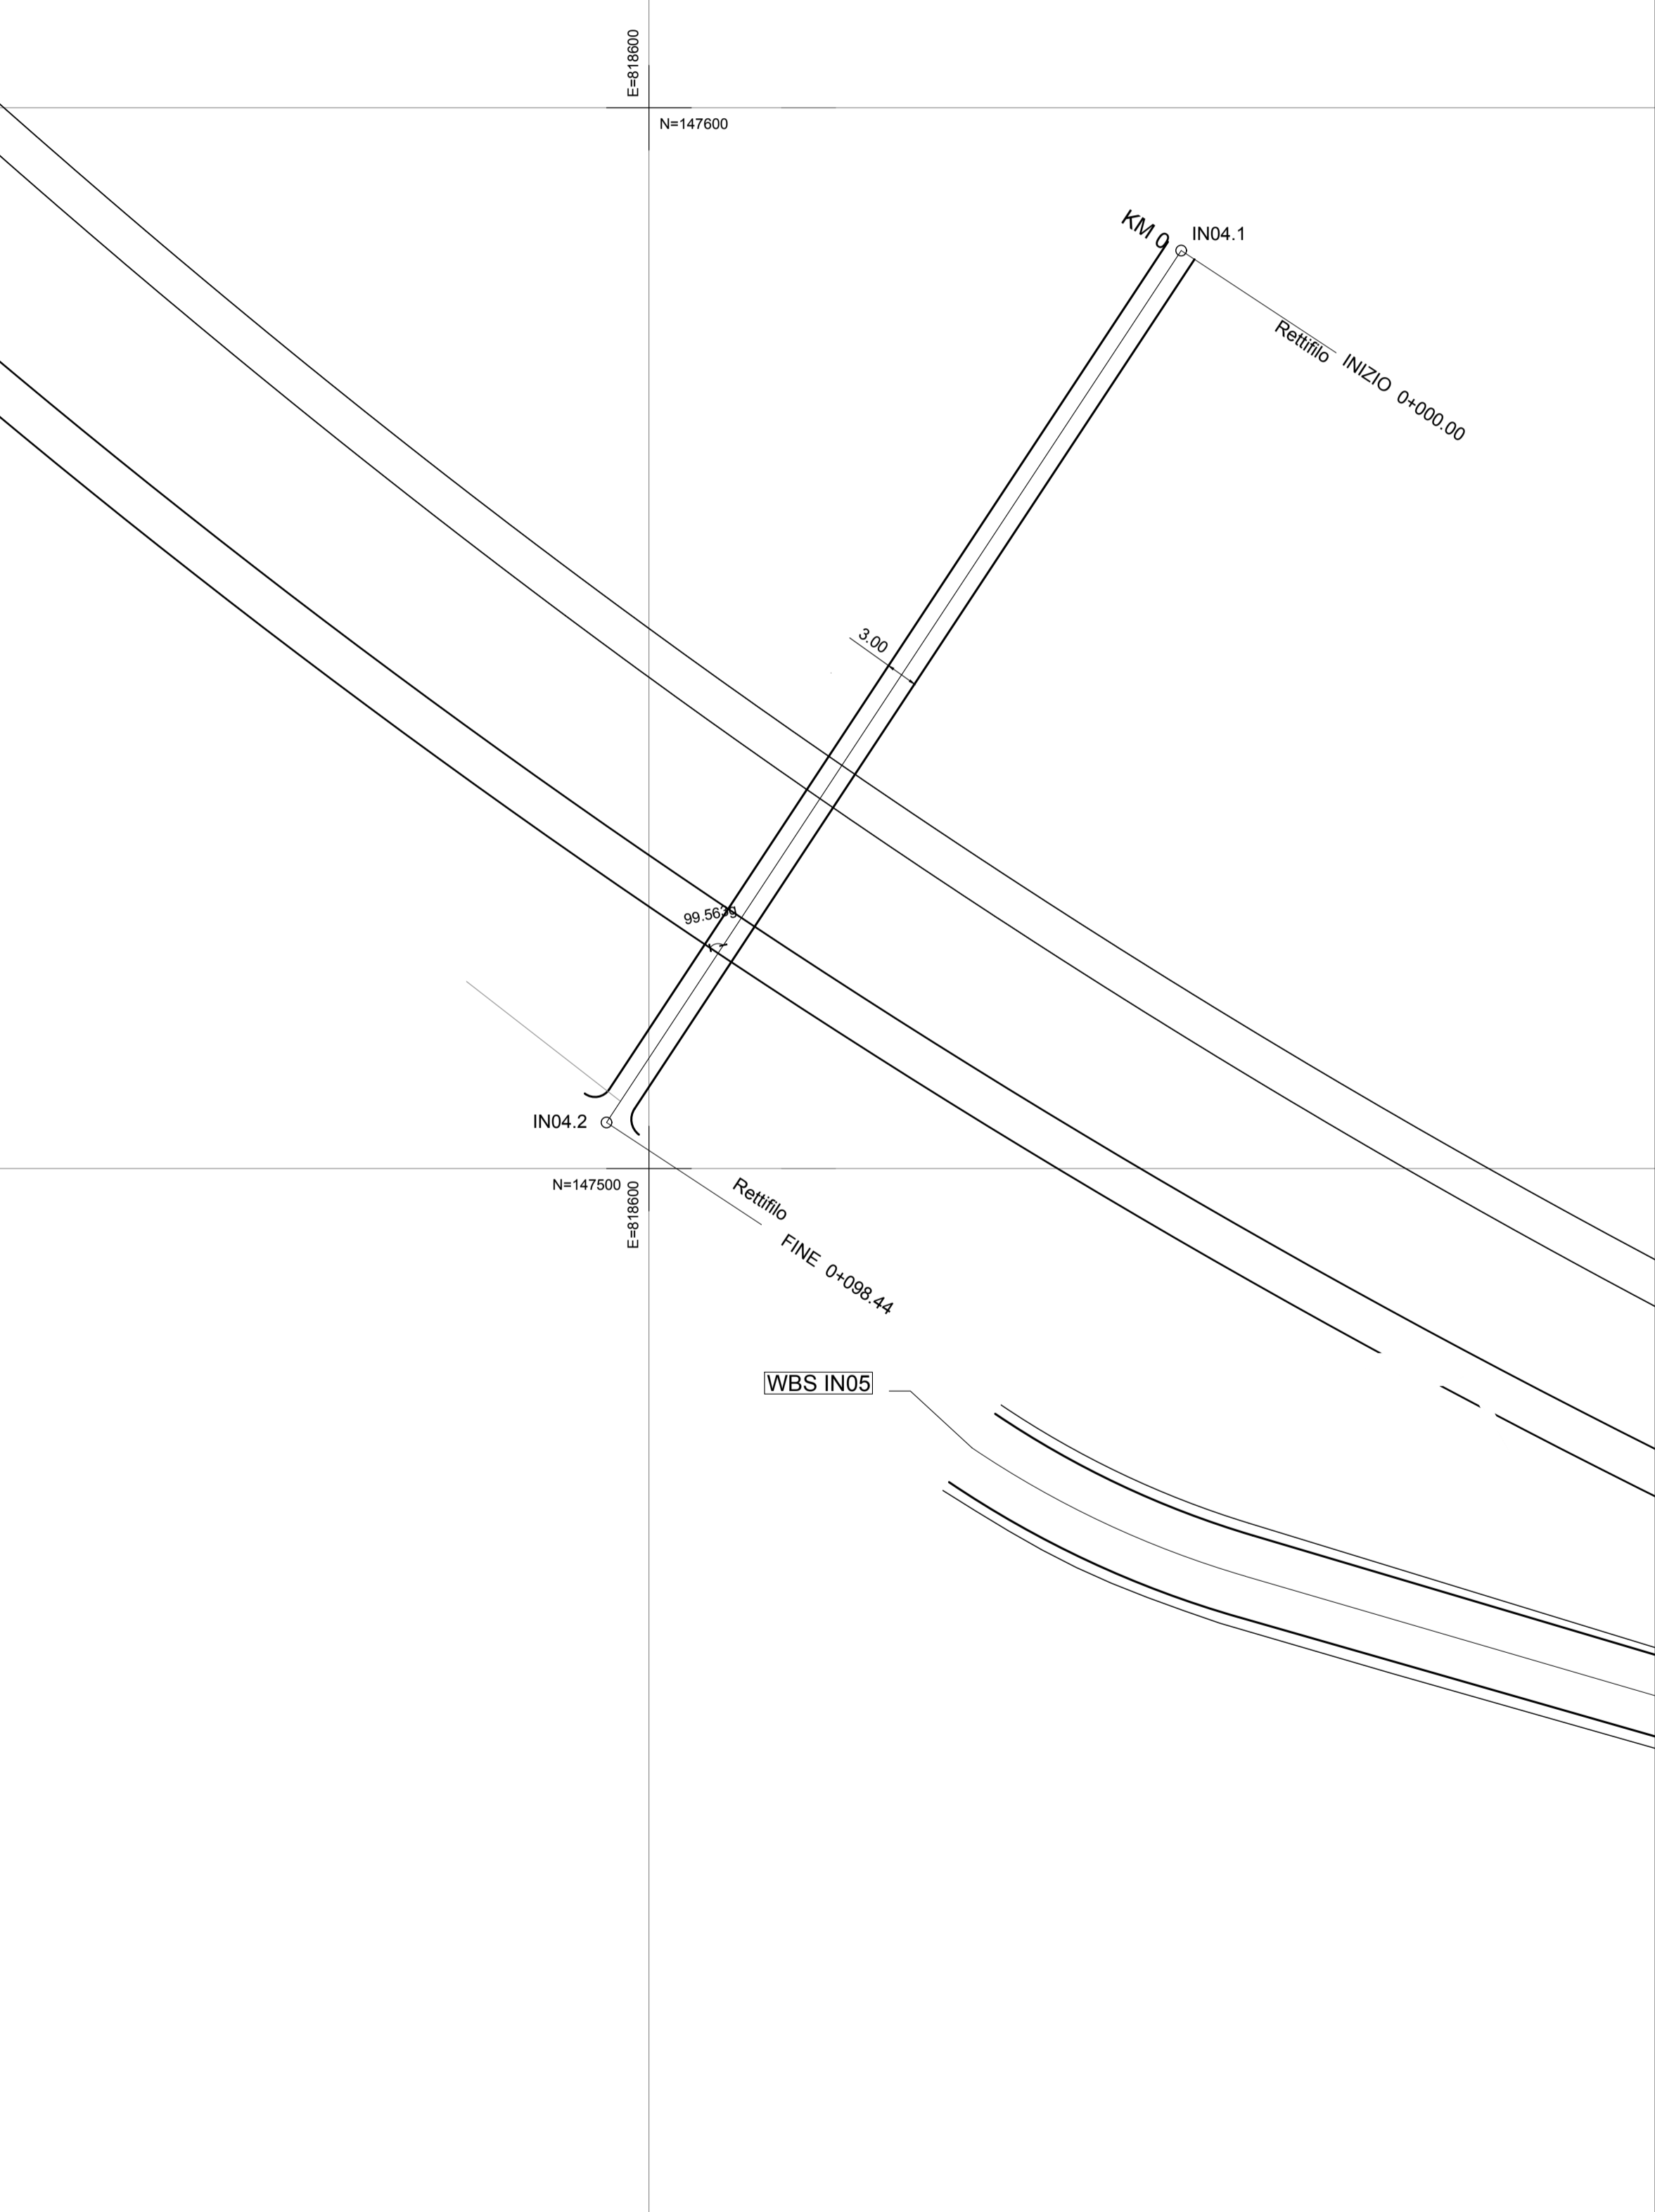 E=818600
N=147600
KM 0
IN04.1
Rettifilo
INIZIO 0+000.00
3.00
99.563g
IN04.2
N=147500
E=818600
Rettifilo
FINE 0+098.44
WBS IN05